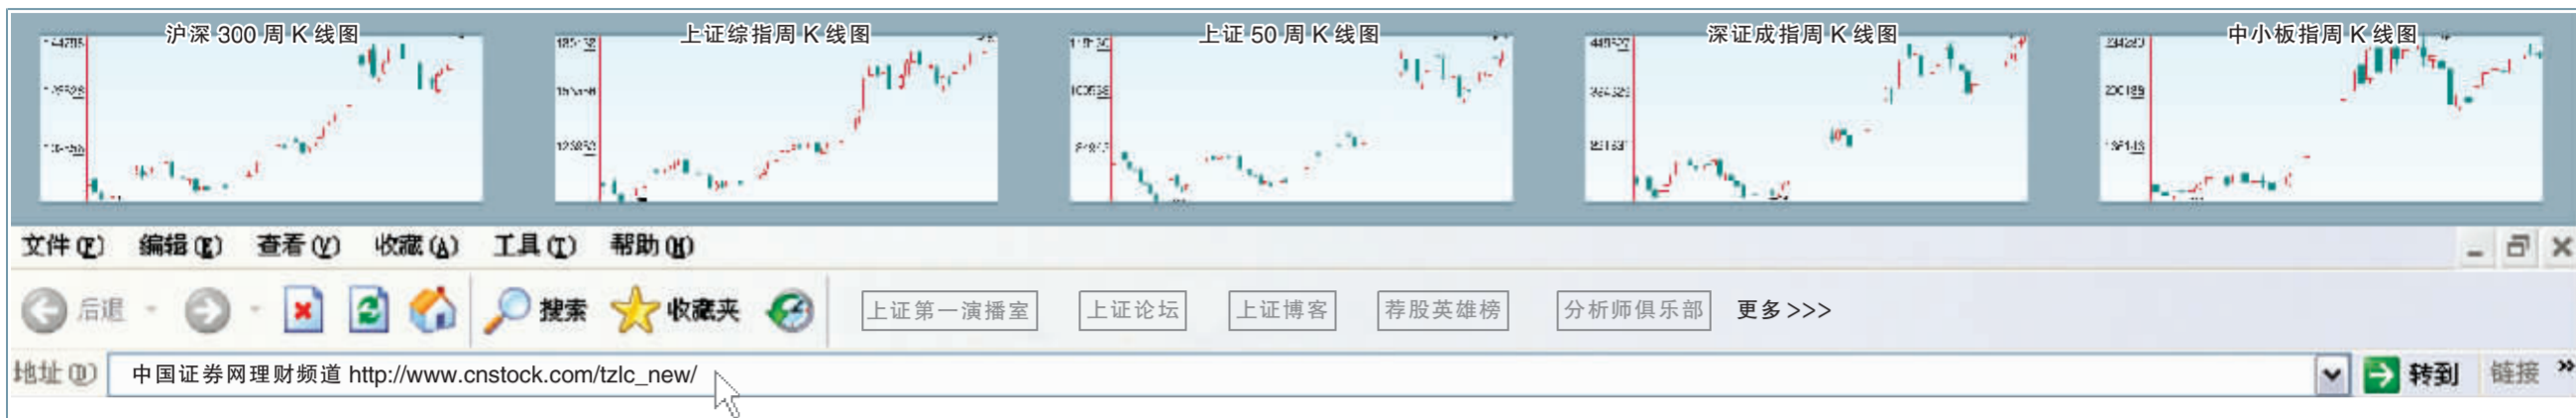 沪深 300 周 K 线图
上证综指周 K 线图
上证 50 周 K 线图
深证成指周 K 线图
中小板指周 K 线图
文件(F) 编辑(E) 查看(V) 收藏(A) 工具(T) 帮助(H)
后退 搜索 收藏夹 上证第一演播室 上证论坛 上证博客 荐股英雄榜 分析师俱乐部 更多>>>
地址(D) 中国证券网理财频道 http://www.cnstock.com/tzlc_new/ 转到 链接 »